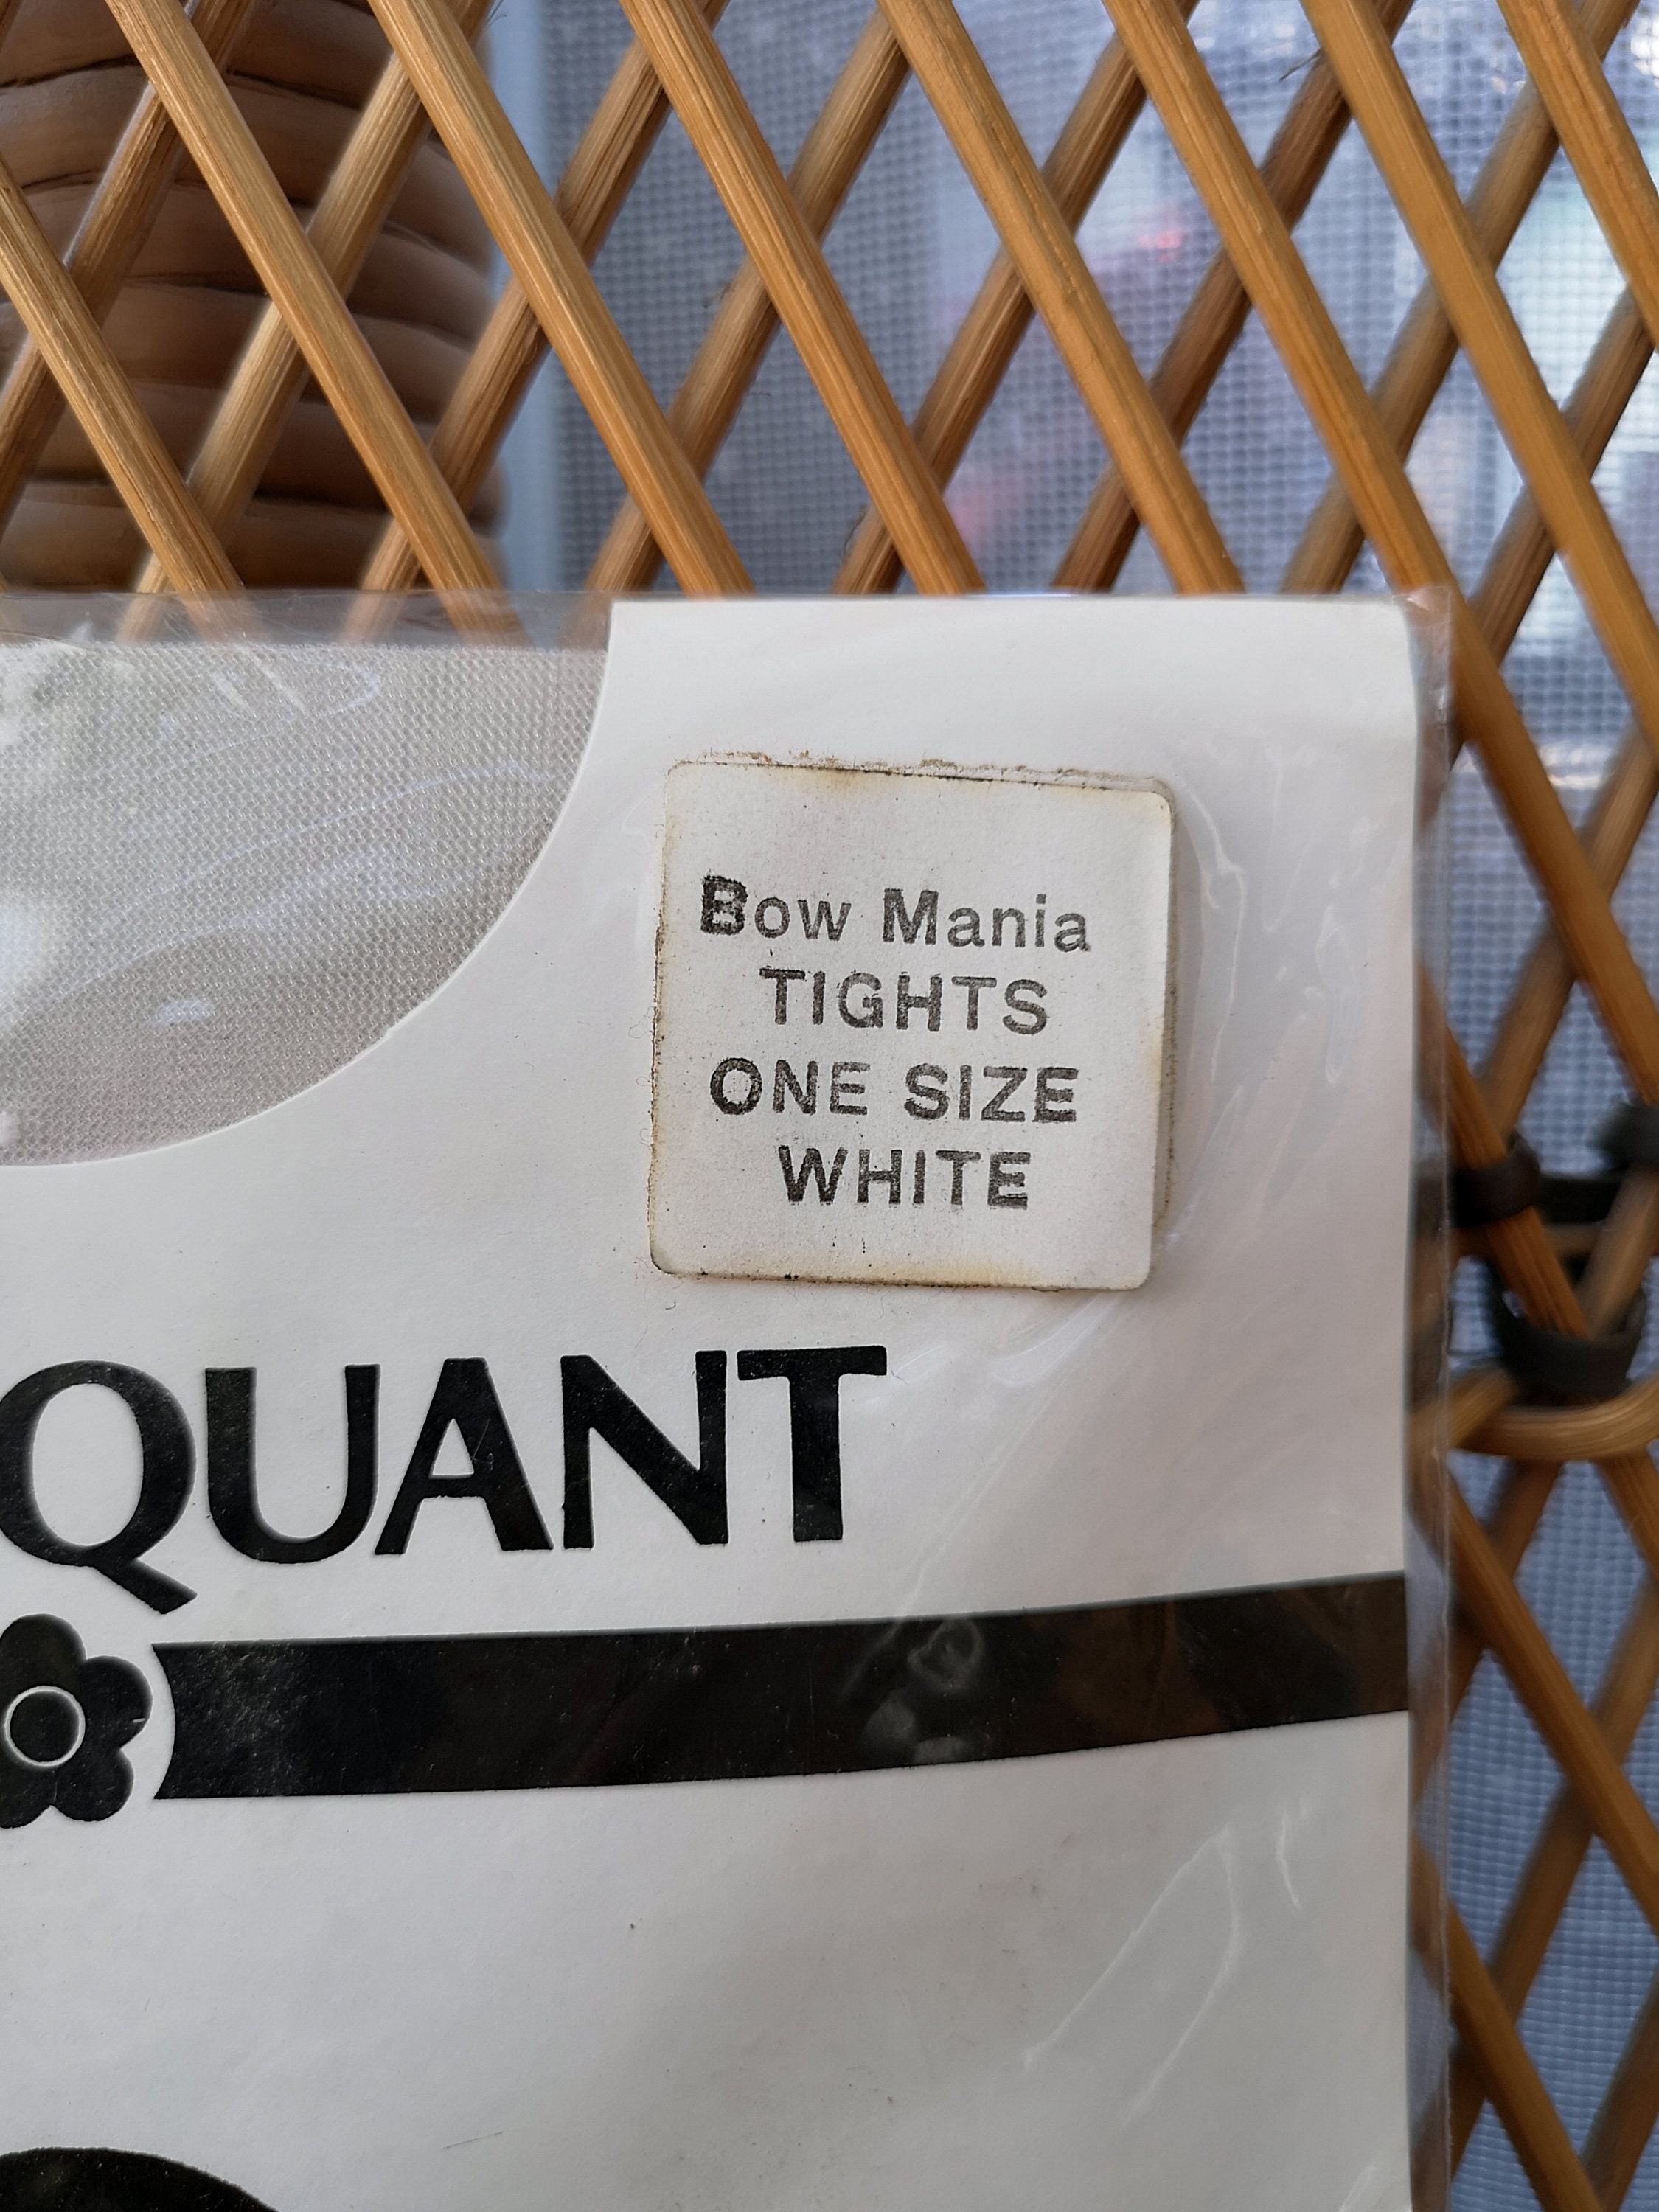 Bow Mania
TIGHTS
ONE SIZE
WHITE
QUANT